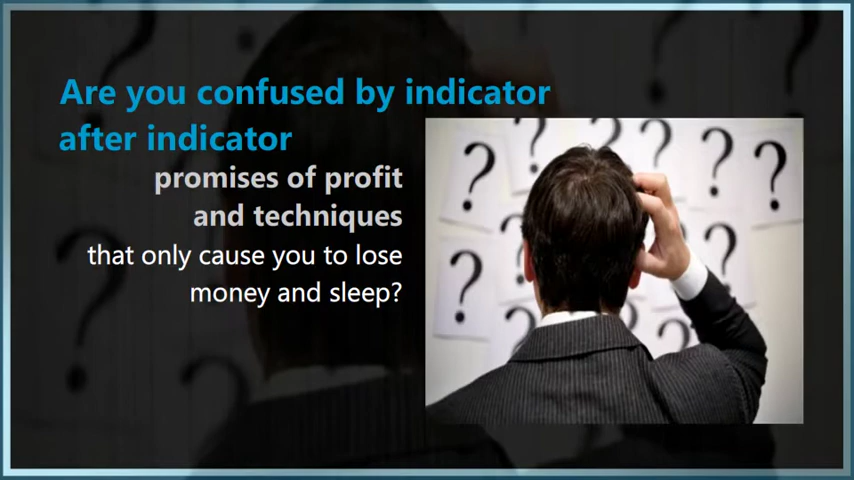 Are you confused by indicator
after indicator
promises of profit
and techniques
that only cause you to lose
money and sleep?
? ? ? ? ?
? ? ?
? ? ?